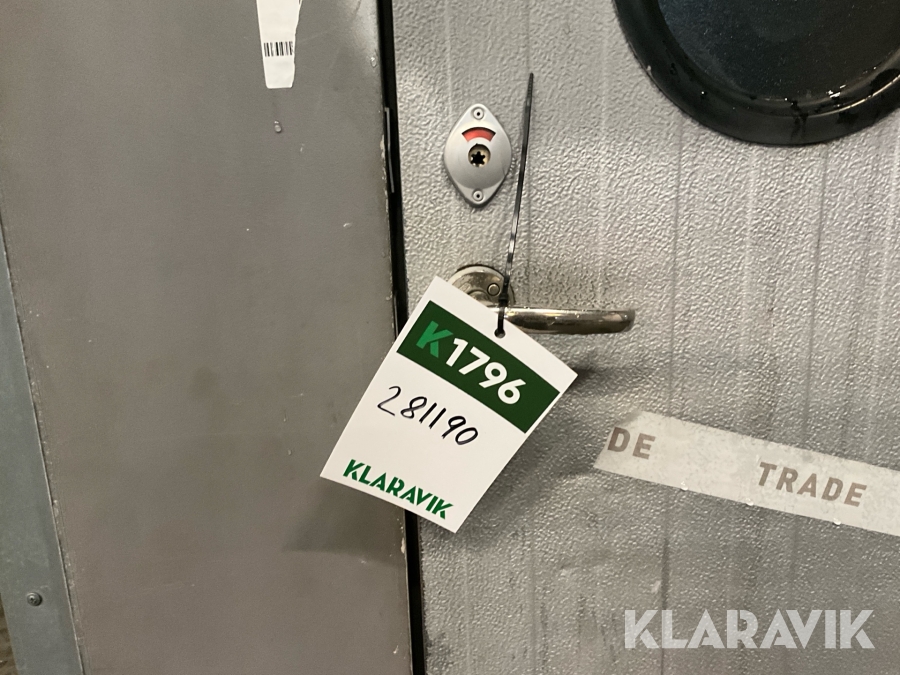 K1796
281190
KLARAVIK
DE TRADE
KLARAVIK